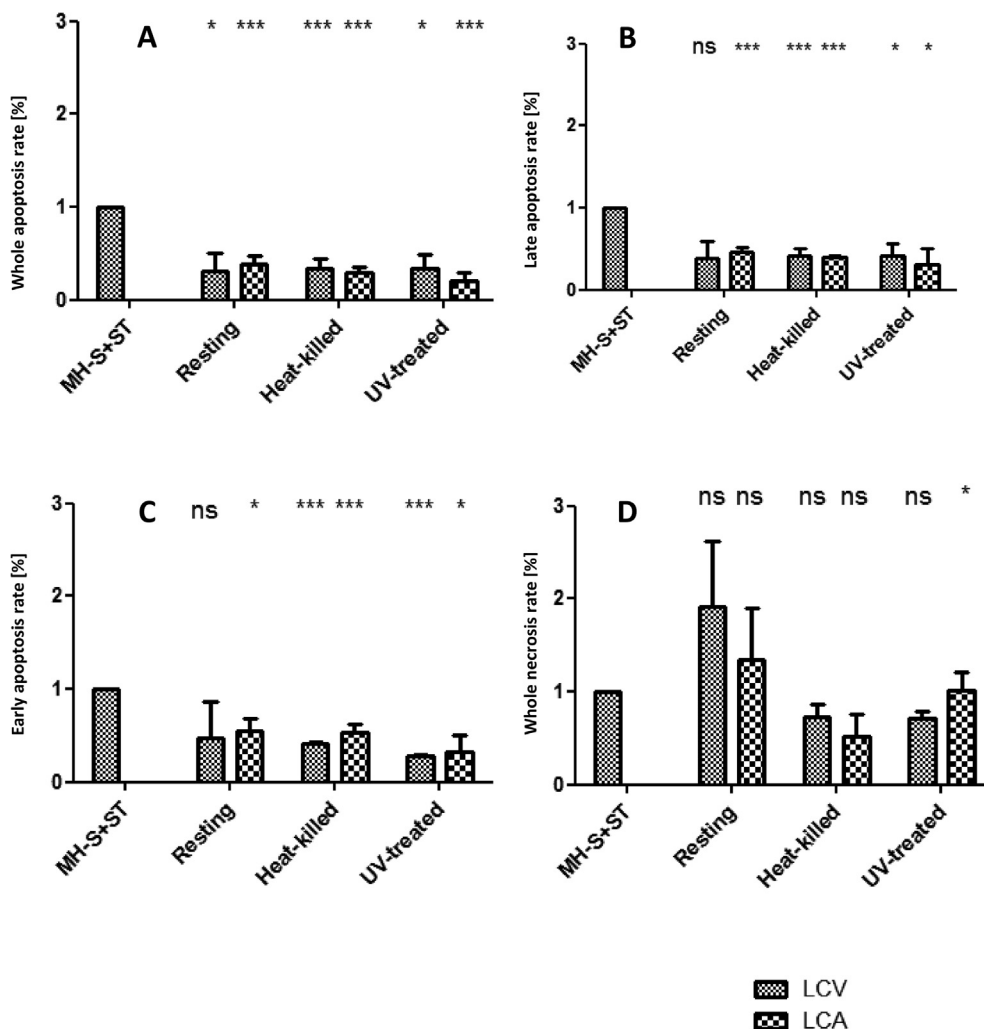 A
* *** *** *** * ***
Whole apoptosis rate [%]
3
2
1
0
MH-S+ST
Resting
Heat-killed
UV-treated
B
ns *** *** *** * *
Late apoptosis rate [%]
3
2
1
0
MH-S+ST
Resting
Heat-killed
UV-treated
C
ns * *** *** *** *
Early apoptosis rate [%]
3
2
1
0
MH-S+ST
Resting
Heat-killed
UV-treated
D
ns ns ns ns ns *
Whole necrosis rate [%]
3
2
1
0
MH-S+ST
Resting
Heat-killed
UV-treated
LCV
LCA